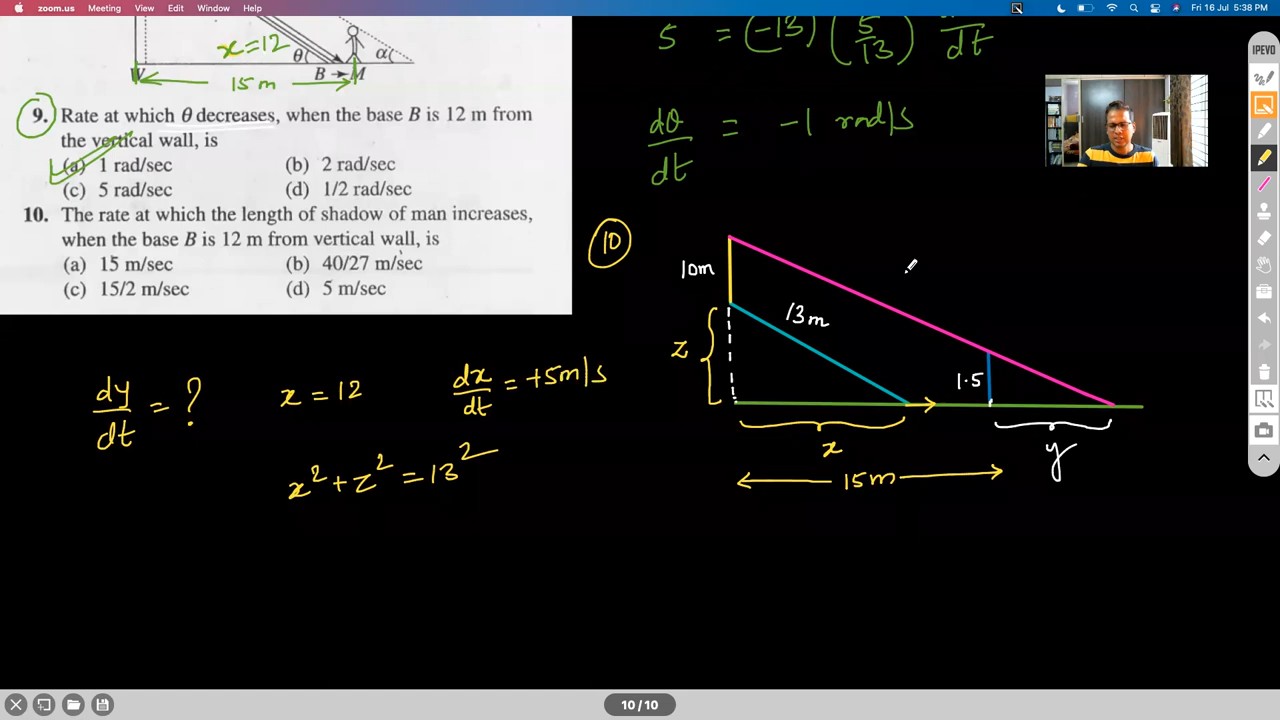 zoom.us Meeting View Edit Window Help
Fri 16 Jul 5:38 PM
x=12
θ
α
W
B
M
15 m
9. Rate at which θ decreases, when the base B is 12 m from
the vertical wall, is
(a) 1 rad/sec (b) 2 rad/sec
(c) 5 rad/sec (d) 1/2 rad/sec
10. The rate at which the length of shadow of man increases,
when the base B is 12 m from vertical wall, is
(a) 15 m/sec (b) 40/27 m/sec
(c) 15/2 m/sec (d) 5 m/sec
5 = (-13) (5/13) dt
dθ/dt = -1 rad/s
IPEVO
10
10m
13m
z
1.5
x
y
15m
dy/dt = ?
x = 12
dx/dt = +5m/s
x² + z² = 13²
10 / 10